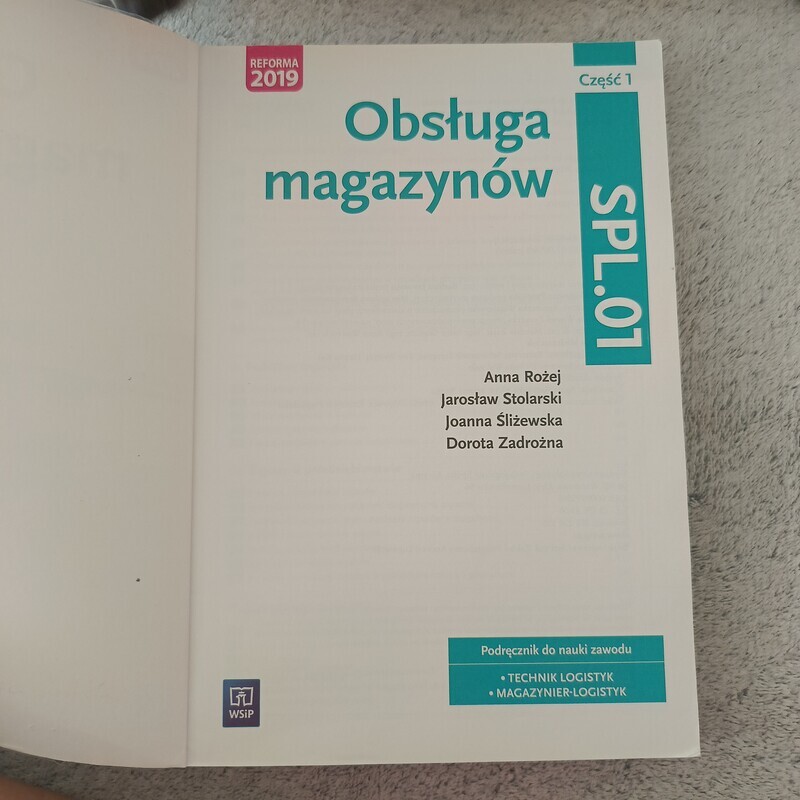 REFORMA
2019
Część 1
Obsługa
magazynów
SPL.01
Anna Rożej
Jarosław Stolarski
Joanna Śliżewska
Dorota Zadrożna
Podręcznik do nauki zawodu
• TECHNIK LOGISTYK
• MAGAZYNIER-LOGISTYK
WSiP